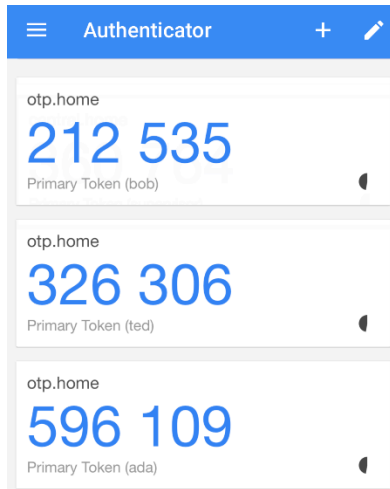 Authenticator
otp.home
212 535
Primary Token (bob)
otp.home
326 306
Primary Token (ted)
otp.home
596 109
Primary Token (ada)